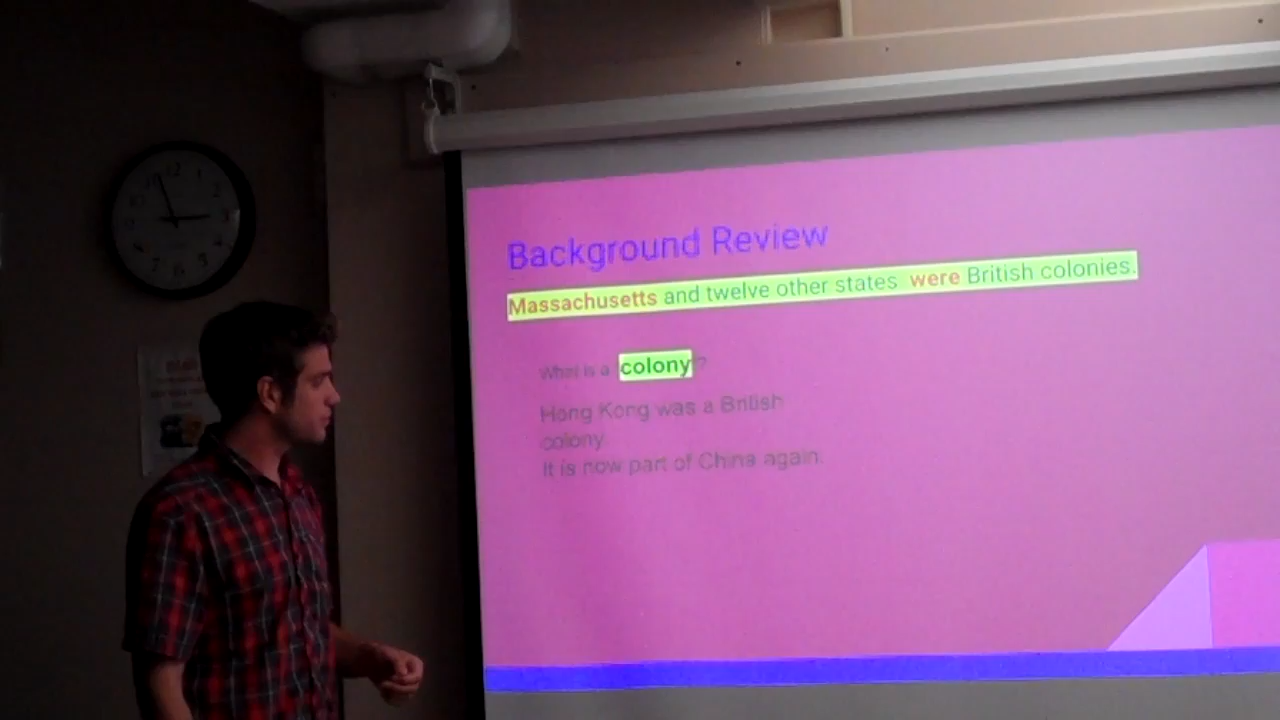 Background Review
Massachusetts and twelve other states were British colonies.
What is a colony?
Hong Kong was a British
colony.
It is now part of China again.